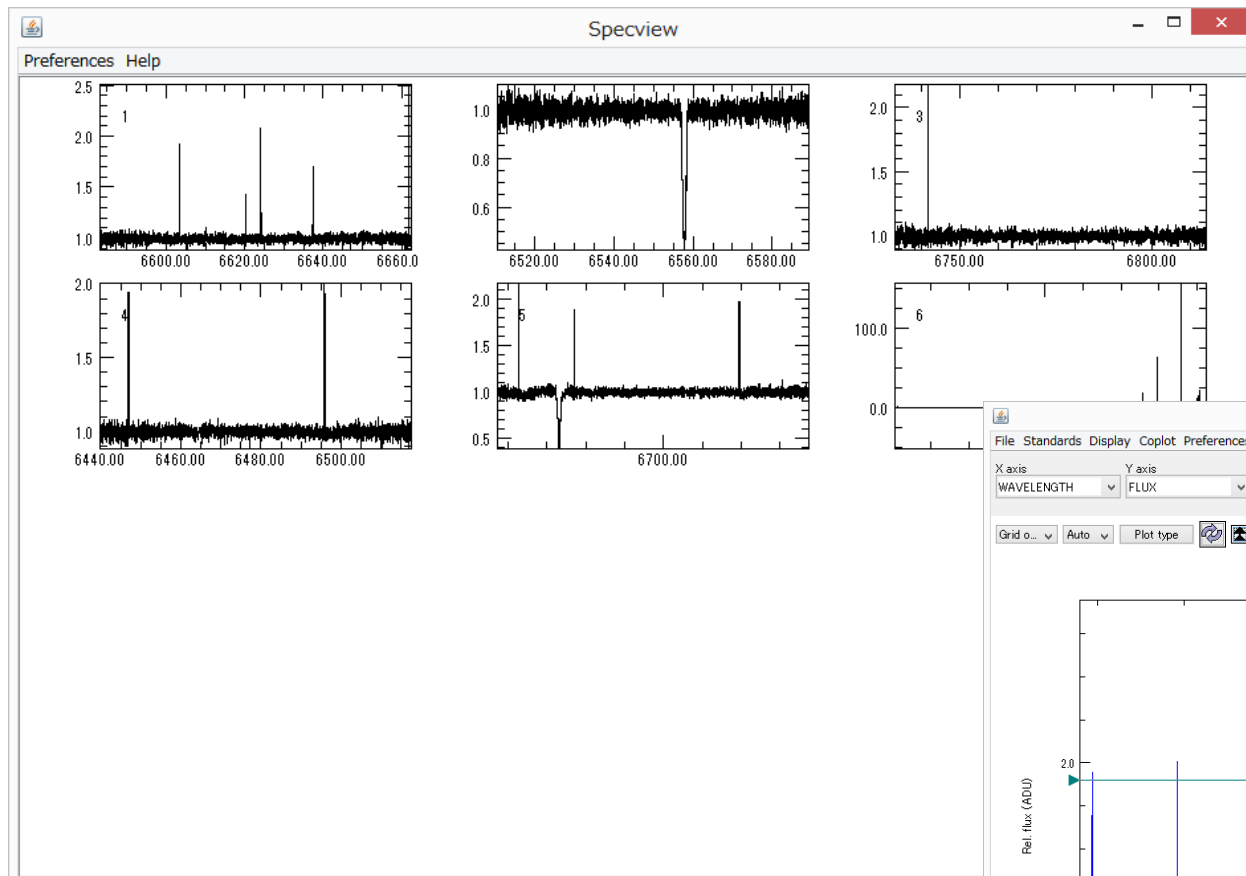 Specview
Preferences Help
2.5
2.0
1.5
1.0
1
6600.00 6620.00 6640.00 6660.0
1.0
0.8
0.6
6520.00 6540.00 6560.00 6580.00
2.0
1.5
1.0
3
6750.00 6800.00
2.0
1.5
1.0
4
6440.00 6460.00 6480.00 6500.00
2.0
1.5
1.0
0.5
5
6700.00
100.0
0.0
6
File Standards Display Coplot Preferences
X axis Y axis
WAVELENGTH FLUX
Grid o... Auto Plot type
2.0
Rel. flux (ADU)